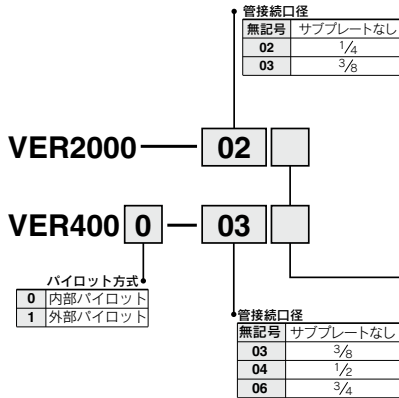 管接続口径
無記号 サブプレートなし
02 1/4
03 3/8
VER2000 — 02
VER400 0 — 03
パイロット方式
0 内部パイロット
1 外部パイロット
管接続口径
無記号 サブプレートなし
03 3/8
04 1/2
06 3/4